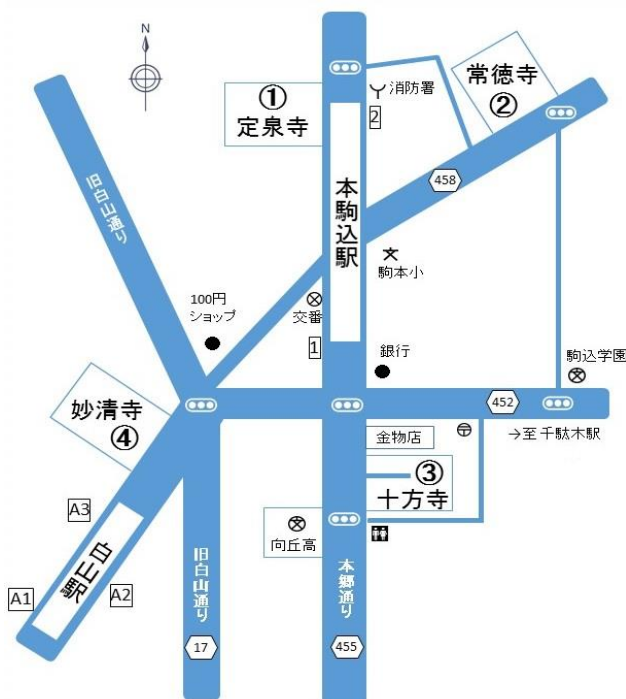 N
①
定泉寺
常徳寺
②
消防署
2
458
旧白山通り
本駒込駅
駒本小
100円
ショップ
交番
1
銀行
駒込学園
妙清寺
④
452
→至 千駄木駅
金物店
③
十方寺
A3
向丘高
白山駅
A1
A2
旧白山通り
本郷通り
17
455